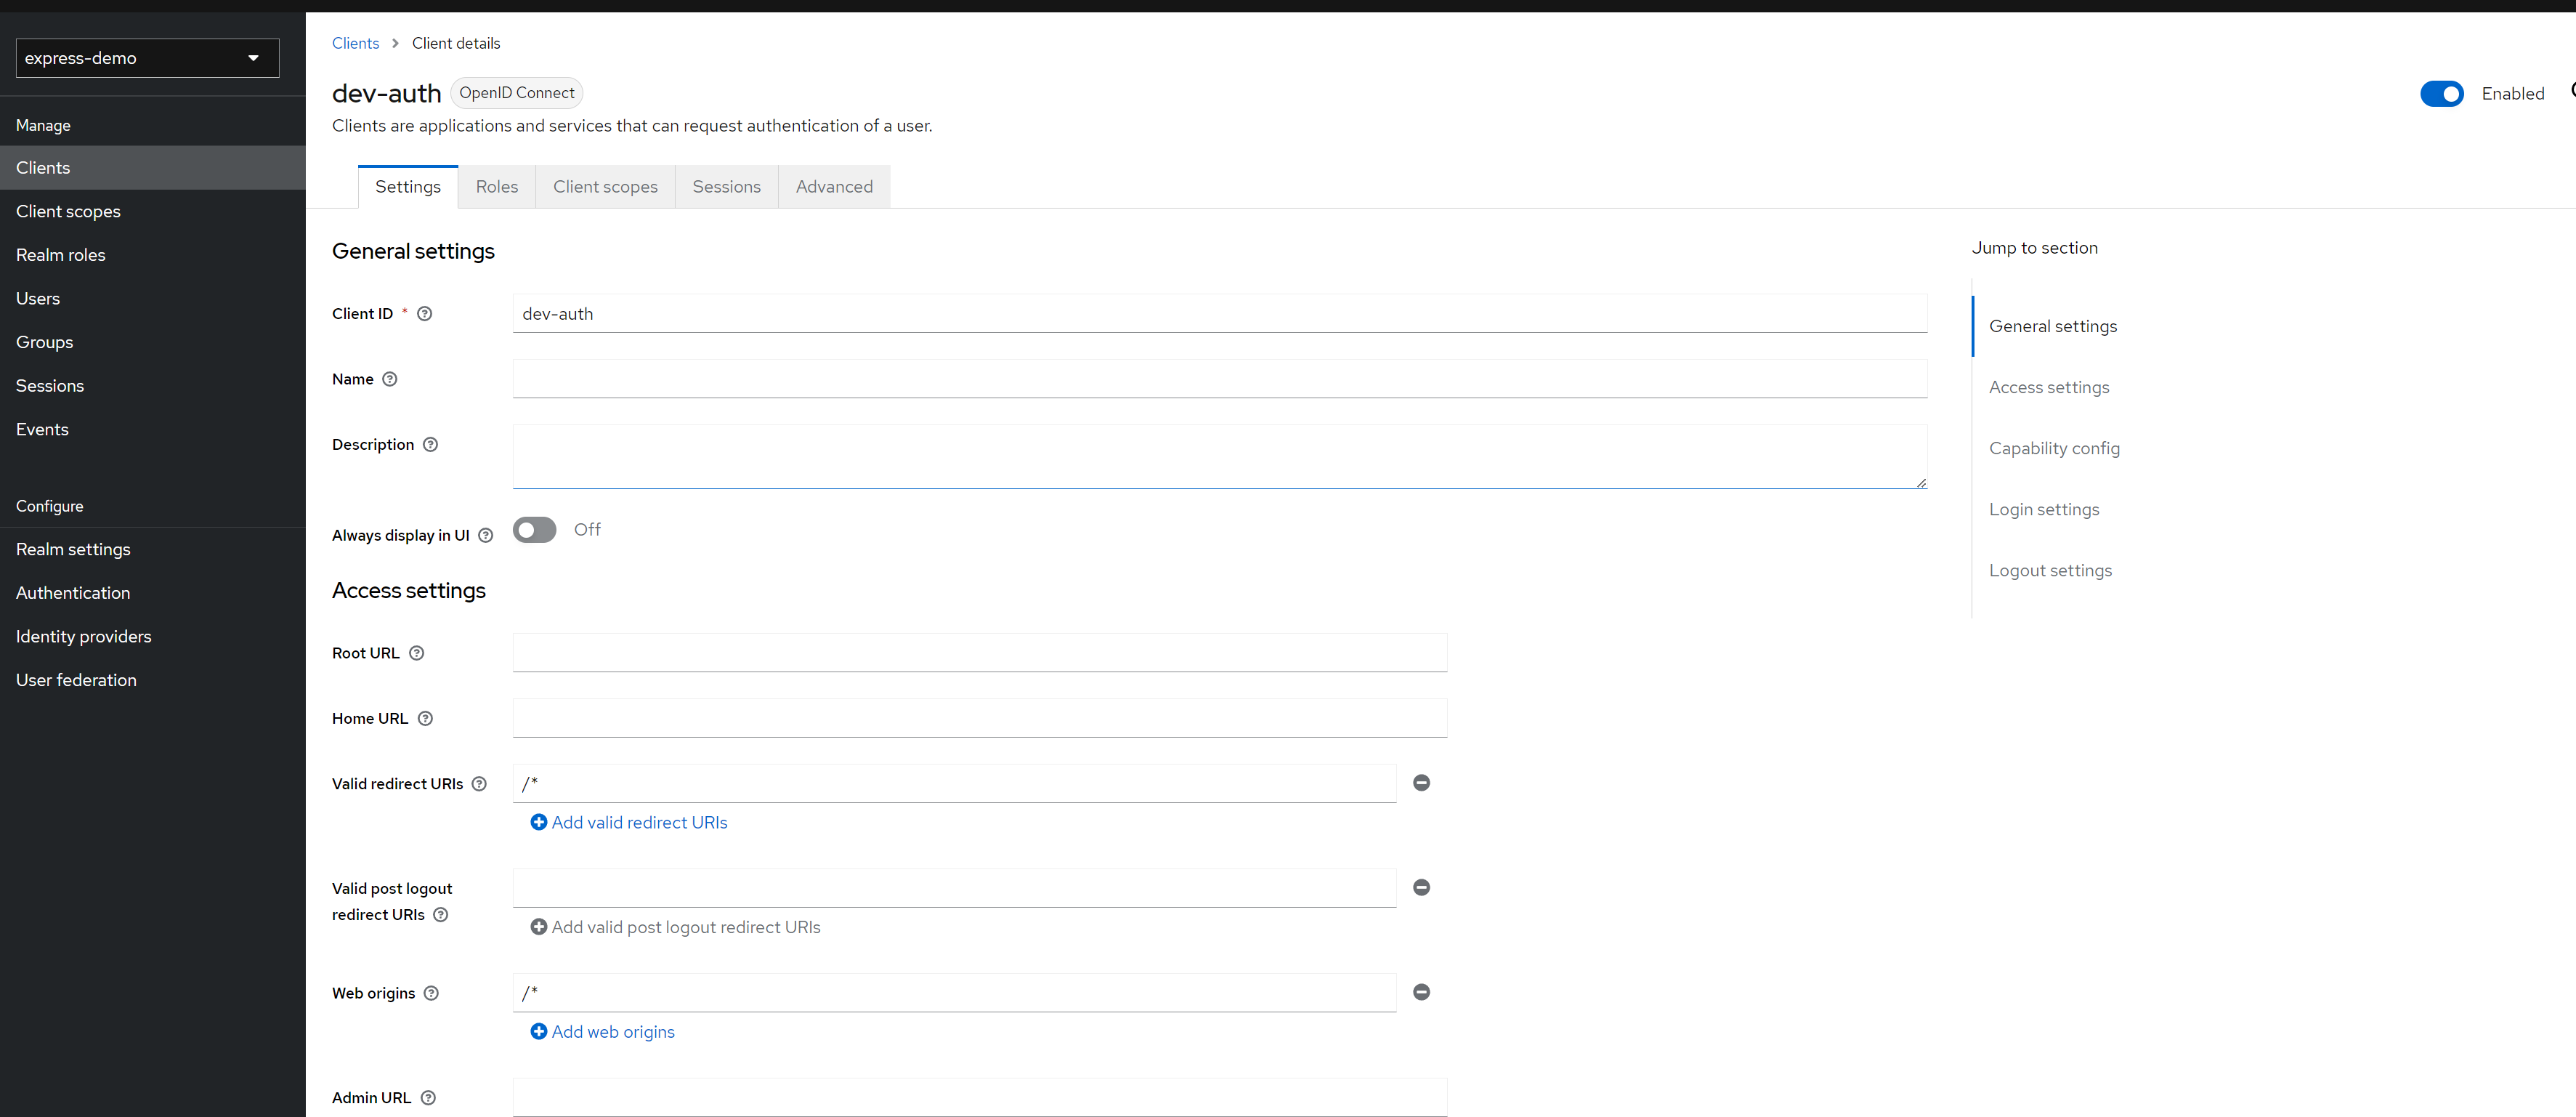 express-demo
Manage
Clients
Client scopes
Realm roles
Users
Groups
Sessions
Events
Configure
Realm settings
Authentication
Identity providers
User federation
Clients > Client details
dev-auth OpenID Connect
Enabled
Clients are applications and services that can request authentication of a user.
Settings Roles Client scopes Sessions Advanced
General settings
Client ID * dev-auth
Name
Description
Always display in UI Off
Access settings
Root URL
Home URL
Valid redirect URIs /*
Add valid redirect URIs
Valid post logout
redirect URIs
Add valid post logout redirect URIs
Web origins /*
Add web origins
Admin URL
Jump to section
General settings
Access settings
Capability config
Login settings
Logout settings